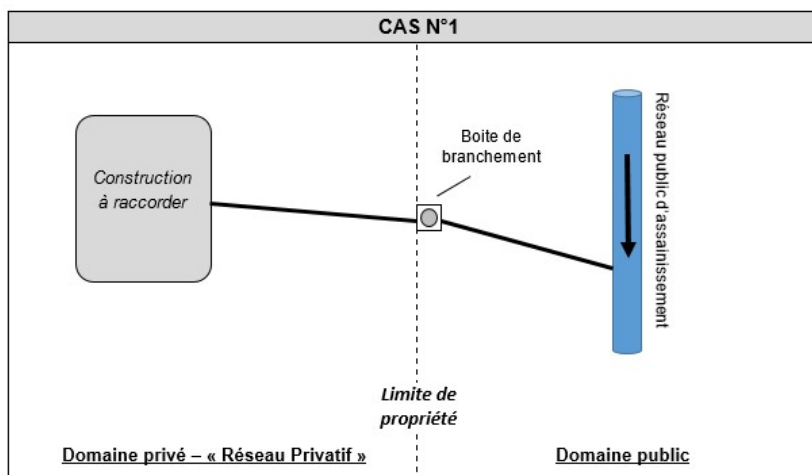 CAS N°1
Construction
à raccorder
Boite de
branchement
Réseau public d'assainissement
Limite de
propriété
Domaine privé – « Réseau Privatif »
Domaine public